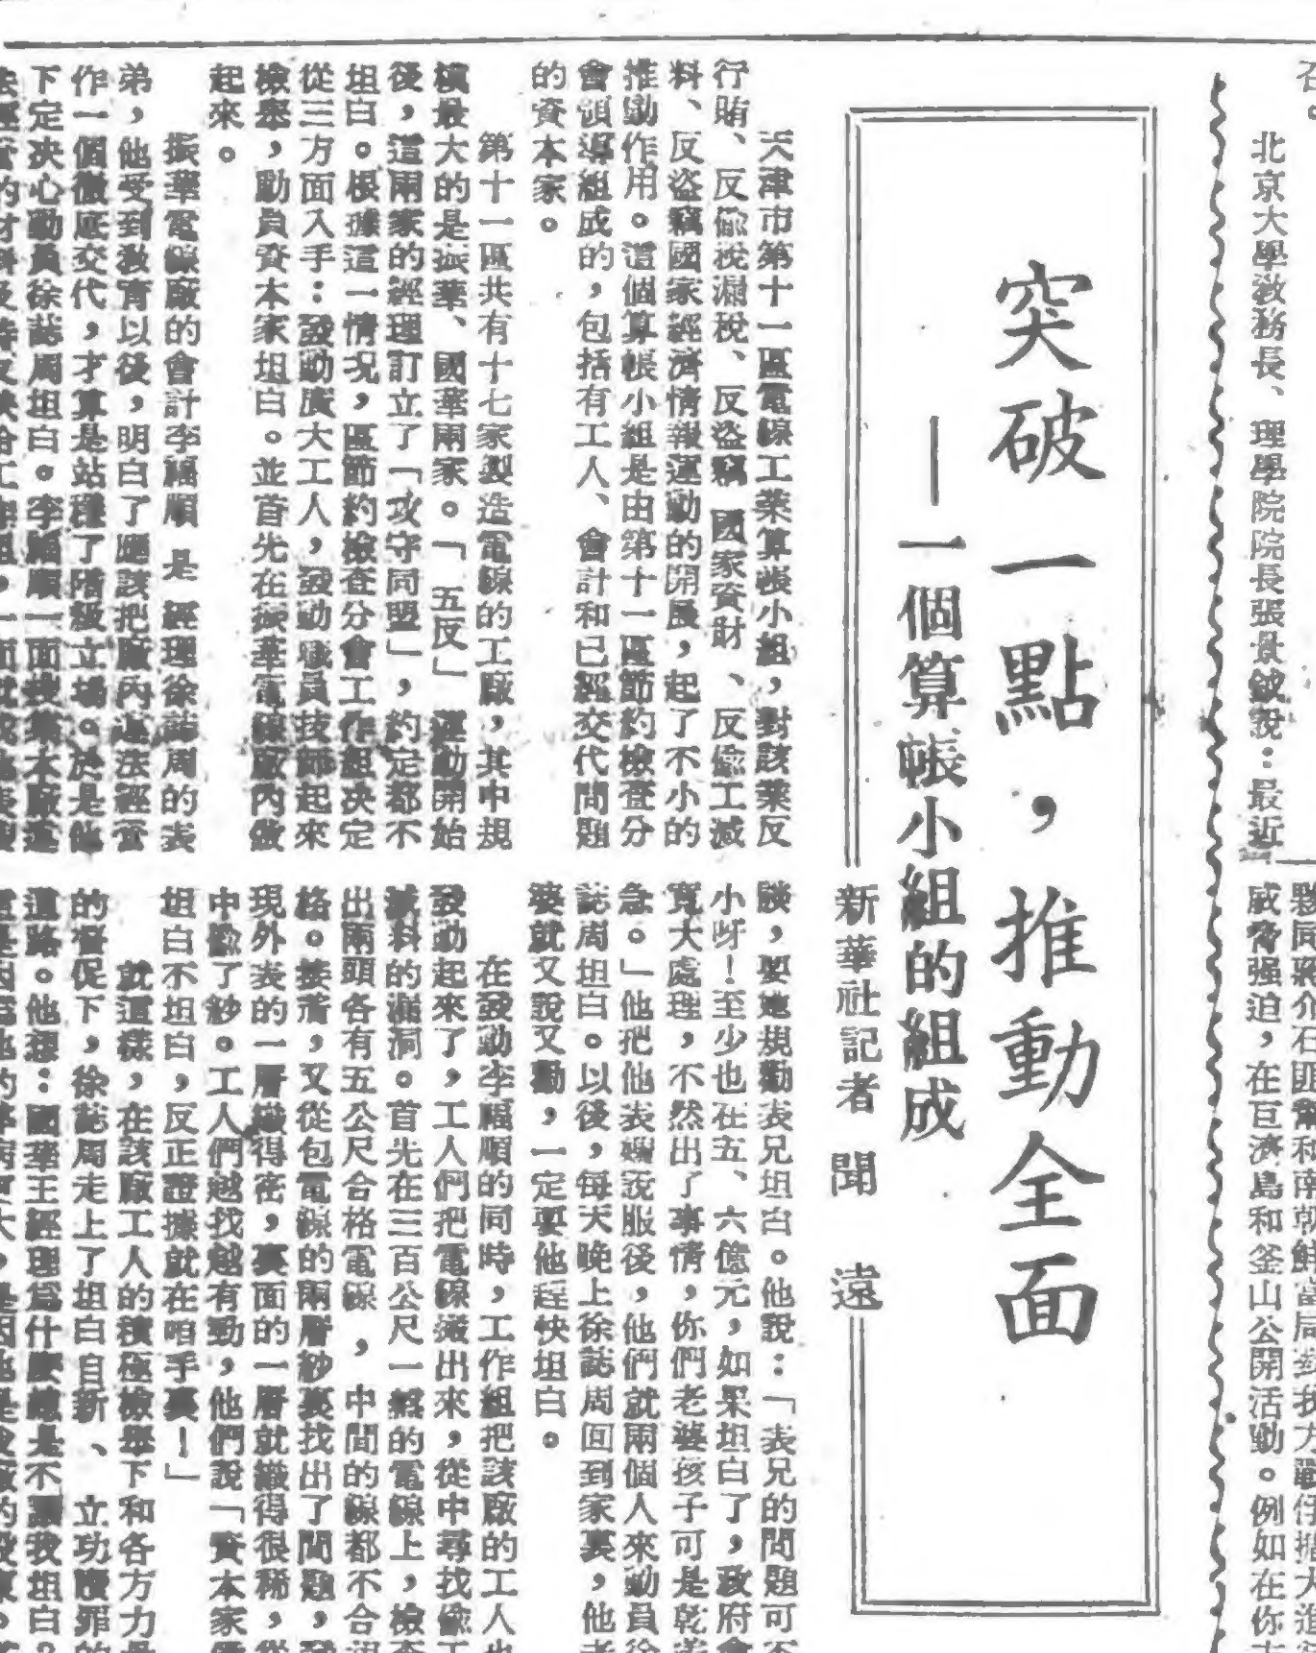 召。
北京大學敎務長、理學院院長張景鉞說：最近
威脅强迫，在巨濟島和釜山公開活動。例如在你
突破一點，推動全面
——一個算帳小組的組成
新華社記者 聞 遠
天津市第十一區電線工業算帳小組，對該業反
行賄、反偸稅漏稅、反盜竊國家資財、反偸工減
料、反盜竊國家經濟情報運動的開展，起了不小的
推動作用。這個算帳小組是由第十一區節約檢查分
會領導組成的，包括有工人、會計和已經交代問題
的資本家。
第十一區共有十七家製造電線的工廠，其中規
模最大的是振華、國華兩家。「五反」運動開始
後，這兩家的經理訂立了「攻守同盟」，約定都不
坦白。根據這一情况，區節約檢查分會工作組決定
從三方面入手：發動廣大工人，發動職員技師起來
檢舉，動員資本家坦白。並首先在振華電線廠內做
起來。
振華電線廠的會計李福順是經理徐誌周的表
弟，他受到敎育以後，明白了應該把廠內違法經營
作一個徹底交代，才算是站穩了階級立場。於是他
下定決心動員徐誌周坦白。李福順一面搜集本廠違
談，耍她規勸表兄坦白。他說：「表兄的問題可不
小呀！至少也在五、六億元，如果坦白了，政府會
寬大處理，不然出了事情，你們老婆孩子可是乾着
急。」他把他表嫂說服後，他們就兩個人來動員徐
誌周坦白。以後，每天晚上徐誌周回到家裏，他老
婆就又說又勸，一定要他趕快坦白。
在發動李福順的同時，工作組把該廠的工人也
發動起來了，工人們把電線搬出來，從中尋找偸工
減料的漏洞。首先在三百公尺一綑的電線上，檢查
出兩頭各有五公尺合格電線，中間的線都不合
格。接着，又從包電線的兩層紗裏找出了問題，發
現外表的一層織得密，裏面的一層就織得很稀，從
中偸了紗。工人們越找越有勁，他們說「資本家
坦白不坦白，反正證據就在咱手裏！」
就這樣，在該廠工人的積極檢舉下和各方力量
的督促下，徐誌周走上了坦白自新、立功贖罪的
道路。他想：國華王經理爲什麽總是不讓我坦白？